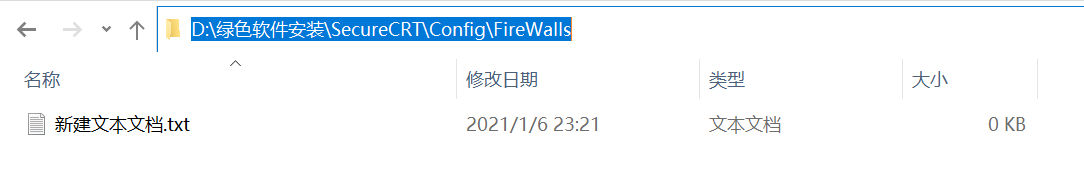 D:\绿色软件安装\SecureCRT\Config\FireWalls
名称 修改日期 类型 大小
新建文本文档.txt 2021/1/6 23:21 文本文档 0 KB